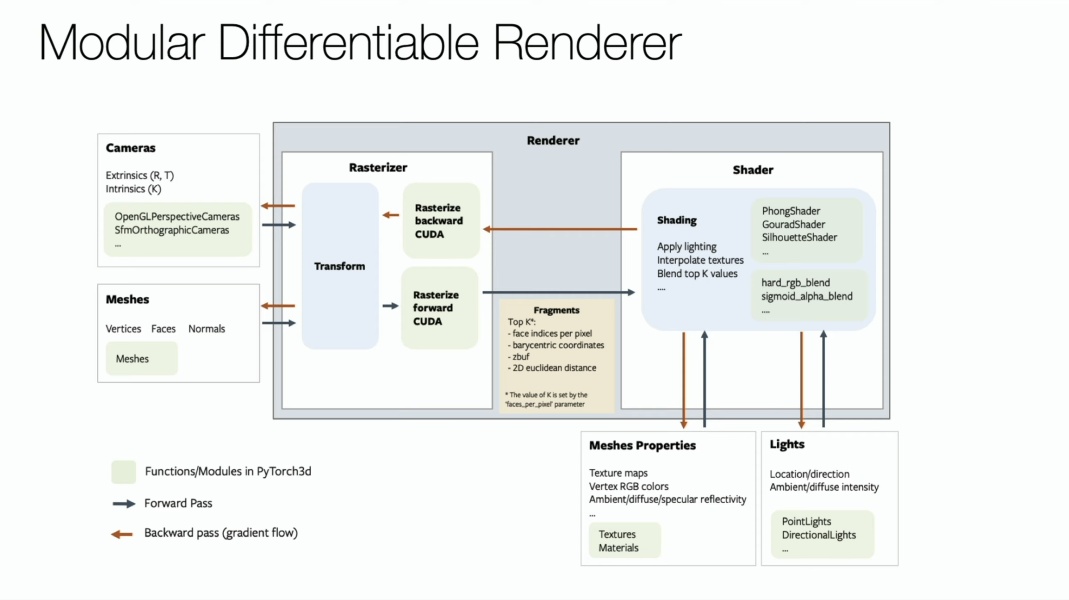 Modular Differentiable Renderer
Cameras
Extrinsics (R, T)
Intrinsics (K)
OpenGLPerspectiveCameras
SfmOrthographicCameras
...
Meshes
Vertices Faces Normals
Meshes
Renderer
Rasterizer
Transform
Rasterize
backward
CUDA
Rasterize
forward
CUDA
Fragments
Top K*:
- face indices per pixel
- barycentric coordinates
- zbuf
- 2D euclidean distance
* The value of K is set by the
'faces_per_pixel' parameter
Shader
Shading
Apply lighting
Interpolate textures
Blend top K values
....
PhongShader
GouradShader
SilhouetteShader
...
hard_rgb_blend
sigmoid_alpha_blend
....
Meshes Properties
Texture maps
Vertex RGB colors
Ambient/diffuse/specular reflectivity
...
Textures
Materials
Lights
Location/direction
Ambient/diffuse intensity
PointLights
DirectionalLights
...
Functions/Modules in PyTorch3d
Forward Pass
Backward pass (gradient flow)